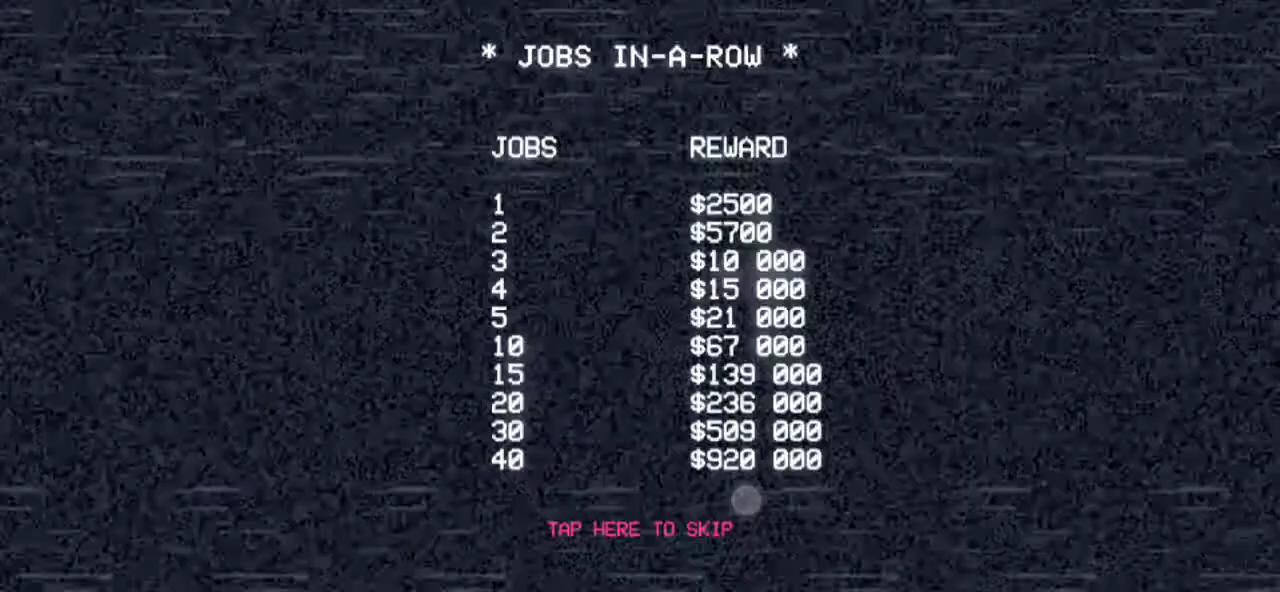 * JOBS IN-A-ROW *
JOBS REWARD
1 $2500
2 $5700
3 $10 000
4 $15 000
5 $21 000
10 $67 000
15 $139 000
20 $236 000
30 $509 000
40 $920 000
TAP HERE TO SKIP